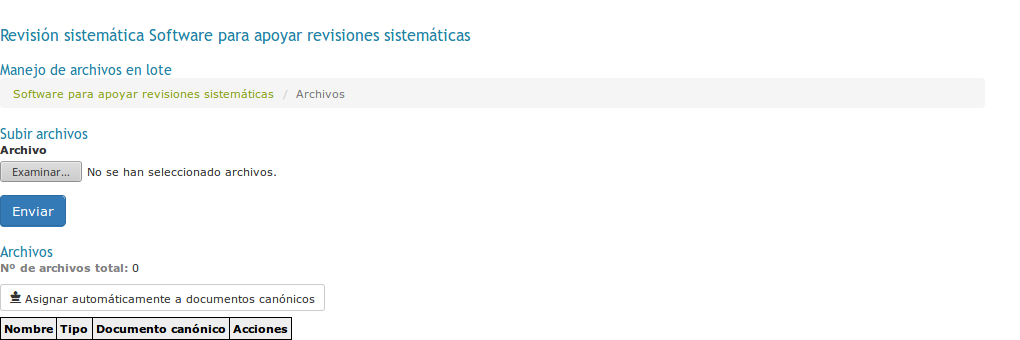 Revisión sistemática Software para apoyar revisiones sistemáticas
Manejo de archivos en lote
Software para apoyar revisiones sistemáticas / Archivos
Subir archivos
Archivo
Examinar... No se han seleccionado archivos.
Enviar
Archivos
Nº de archivos total: 0
Asignar automáticamente a documentos canónicos
Nombre Tipo Documento canónico Acciones